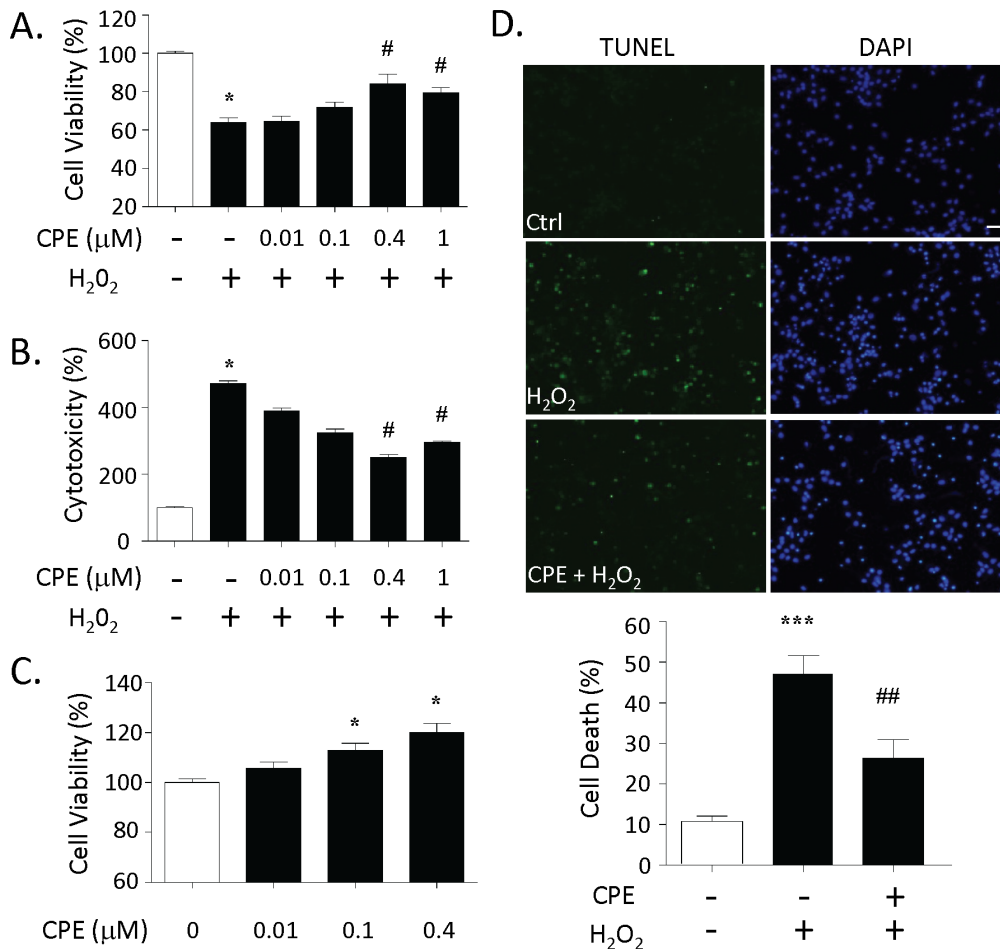 A.
Cell Viability (%)
120
100
80
60
40
20
*
#
#
CPE (μM) - - 0.01 0.1 0.4 1
H₂0₂ - + + + + +
B.
Cytotoxicity (%)
600
400
200
0
*
#
#
CPE (μM) - - 0.01 0.1 0.4 1
H₂0₂ - + + + + +
C.
Cell Viability (%)
140
120
100
80
60
*
*
CPE (μM) 0 0.01 0.1 0.4
D.
TUNEL DAPI
Ctrl
H₂O₂
CPE + H₂O₂
Cell Death (%)
60
50
40
30
20
10
0
***
##
CPE - - +
H₂O₂ - + +